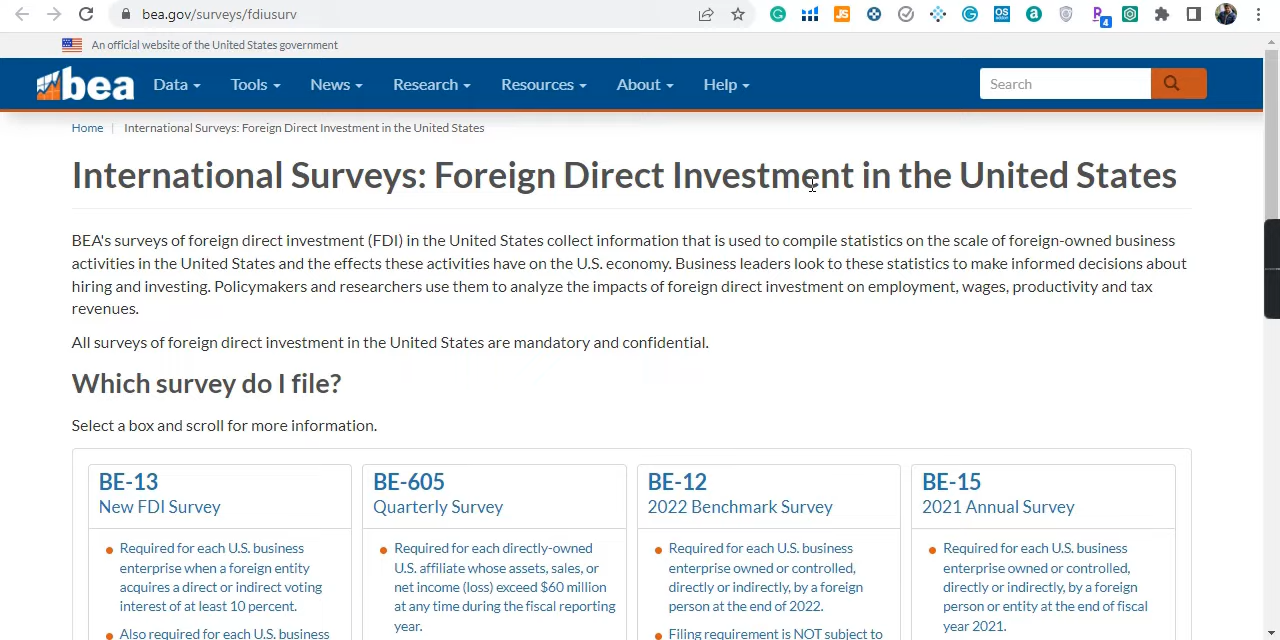 bea.gov/surveys/fdiusurv
An official website of the United States government
bea Data Tools News Research Resources About Help Search
Home | International Surveys: Foreign Direct Investment in the United States
International Surveys: Foreign Direct Investment in the United States
BEA's surveys of foreign direct investment (FDI) in the United States collect information that is used to compile statistics on the scale of foreign-owned business
activities in the United States and the effects these activities have on the U.S. economy. Business leaders look to these statistics to make informed decisions about
hiring and investing. Policymakers and researchers use them to analyze the impacts of foreign direct investment on employment, wages, productivity and tax
revenues.
All surveys of foreign direct investment in the United States are mandatory and confidential.
Which survey do I file?
Select a box and scroll for more information.
BE-13
New FDI Survey
Required for each U.S. business
enterprise when a foreign entity
acquires a direct or indirect voting
interest of at least 10 percent.
Also required for each U.S. business
BE-605
Quarterly Survey
Required for each directly-owned
U.S. affiliate whose assets, sales, or
net income (loss) exceed $60 million
at any time during the fiscal reporting
year.
BE-12
2022 Benchmark Survey
Required for each U.S. business
enterprise owned or controlled,
directly or indirectly, by a foreign
person at the end of 2022.
Filing requirement is NOT subject to
BE-15
2021 Annual Survey
Required for each U.S. business
enterprise owned or controlled,
directly or indirectly, by a foreign
person or entity at the end of fiscal
year 2021.